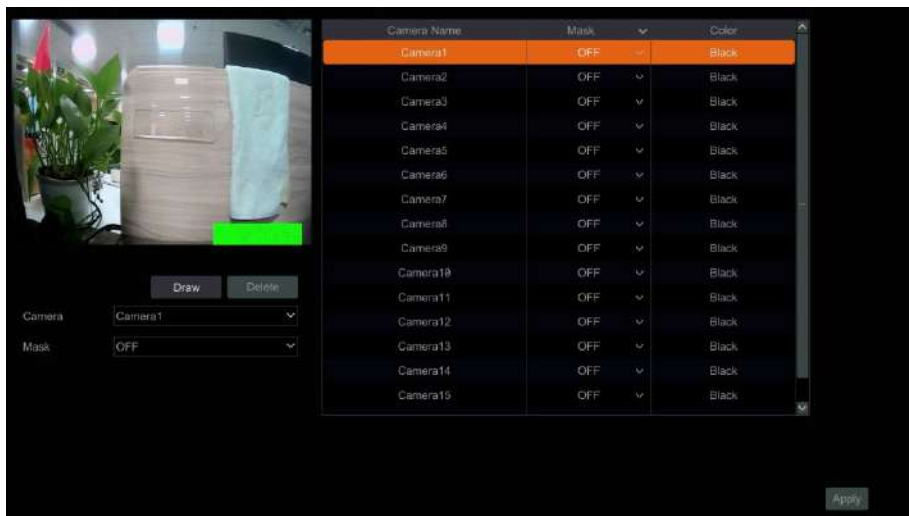 Camera Name Mask Color
Camera1 OFF Black
Camera2 OFF Black
Camera3 OFF Black
Camera4 OFF Black
Camera5 OFF Black
Camera6 OFF Black
Camera7 OFF Black
Camera8 OFF Black
Camera9 OFF Black
Camera10 OFF Black
Camera11 OFF Black
Camera12 OFF Black
Camera13 OFF Black
Camera14 OFF Black
Camera15 OFF Black
Draw Delete
Camera Camera1
Mask OFF
Apply